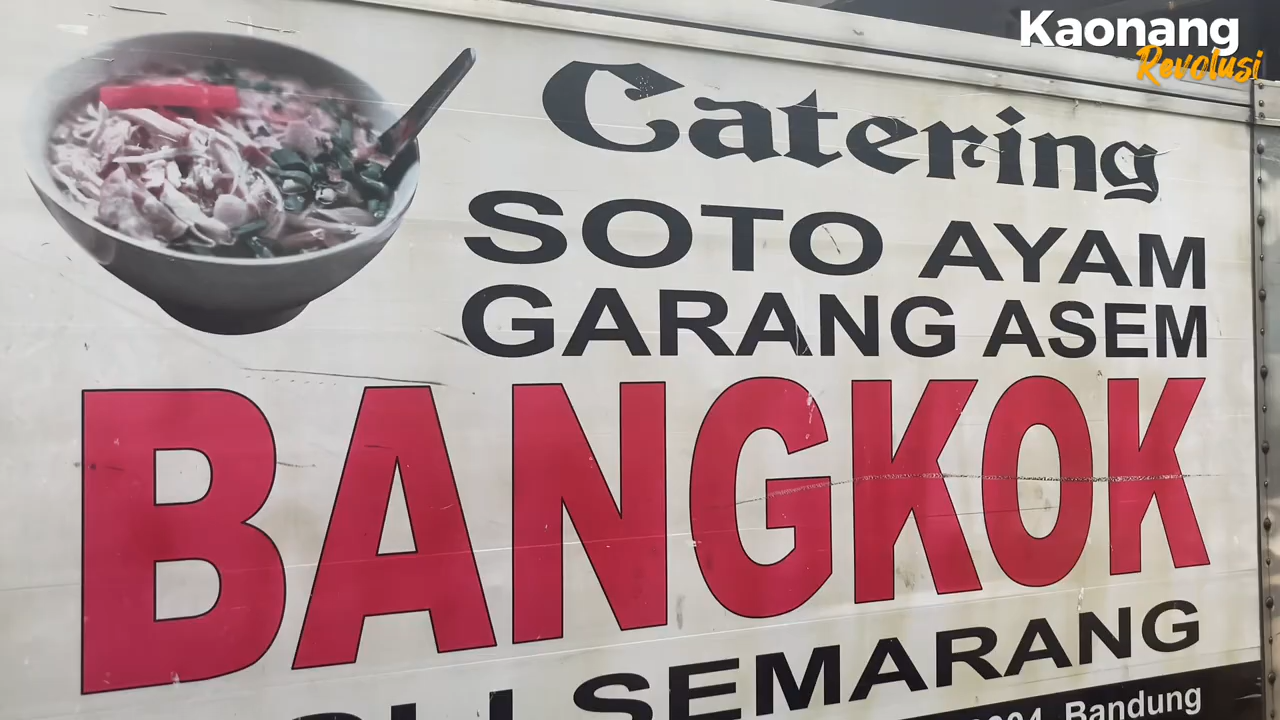 Kaonang
Revolusi
Catering
SOTO AYAM
GARANG ASEM
BANGKOK
SEMARANG
Bandung